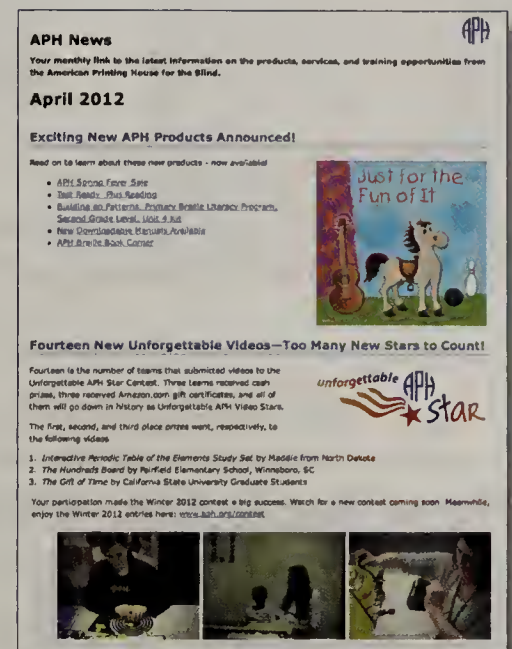 APH
APH News
Your monthly link to the latest information on the products, services, and training opportunities from
the American Printing House for the Blind.
April 2012
Exciting New APH Products Announced!
Read on to learn about these new products - now available!
• APH Spring Fever Sale
• Test Ready Plus Reading
• Building on Patterns, Primary Braille Literacy Program,
Second Grade Level, Unit 4 Kit
• New Downloadable Manuals Available
• APH Braille Book Corner
Just for the
Fun of It
Fourteen New Unforgettable Videos—Too Many New Stars to Count!
Fourteen is the number of teams that submitted videos to the
Unforgettable APH Star Contest. Three teams received cash
prizes, three received Amazon.com gift certificates, and all of
them will go down in history as Unforgettable APH Video Stars.
unforgettable APH
Star
The first, second, and third place prizes went, respectively, to
the following videos
1. Interactive Periodic Table of the Elements Study Set by Maddie from North Dakota
2. The Hundreds Board by Fairfield Elementary School, Winnsboro, SC
3. The Gift of Time by California State University Graduate Students
Your participation made the Winter 2012 contest a big success. Watch for a new contest coming soon. Meanwhile,
enjoy the Winter 2012 entries here: www.aph.org/contest